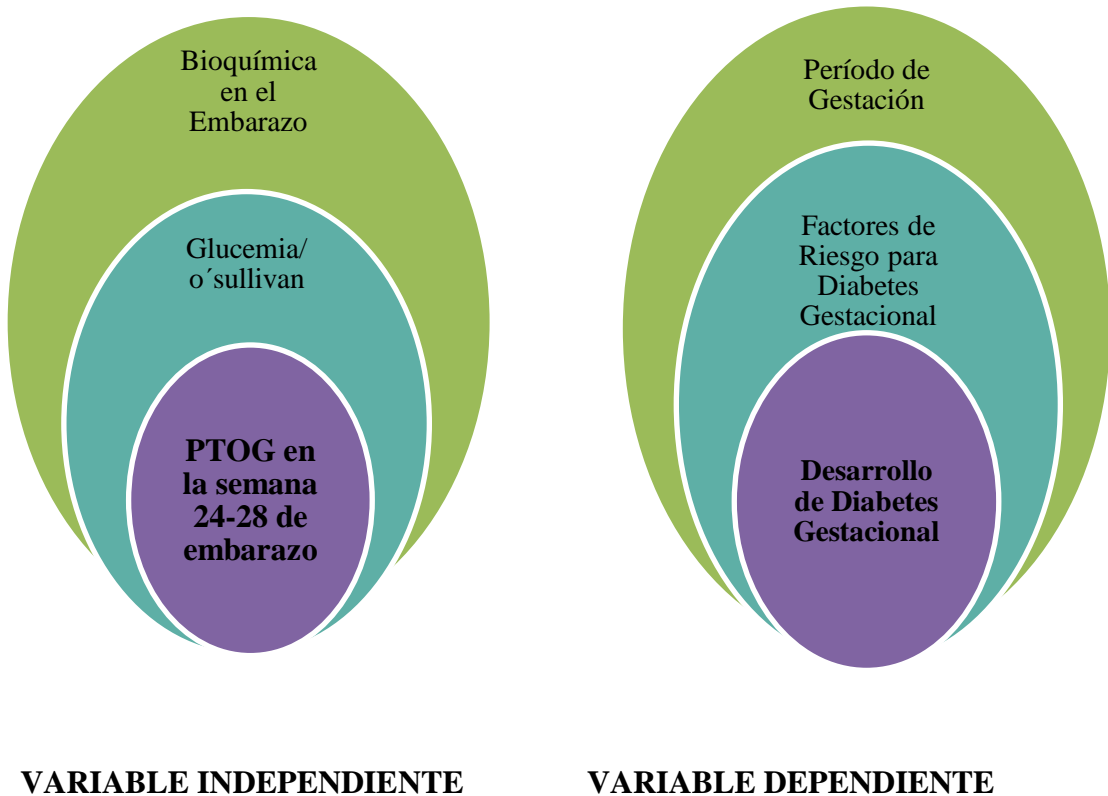 Bioquímica
en el
Embarazo
Glucemia/
o´sullivan
PTOG en
la semana
24-28 de
embarazo
Período de
Gestación
Factores de
Riesgo para
Diabetes
Gestacional
Desarrollo
de Diabetes
Gestacional
VARIABLE INDEPENDIENTE
VARIABLE DEPENDIENTE